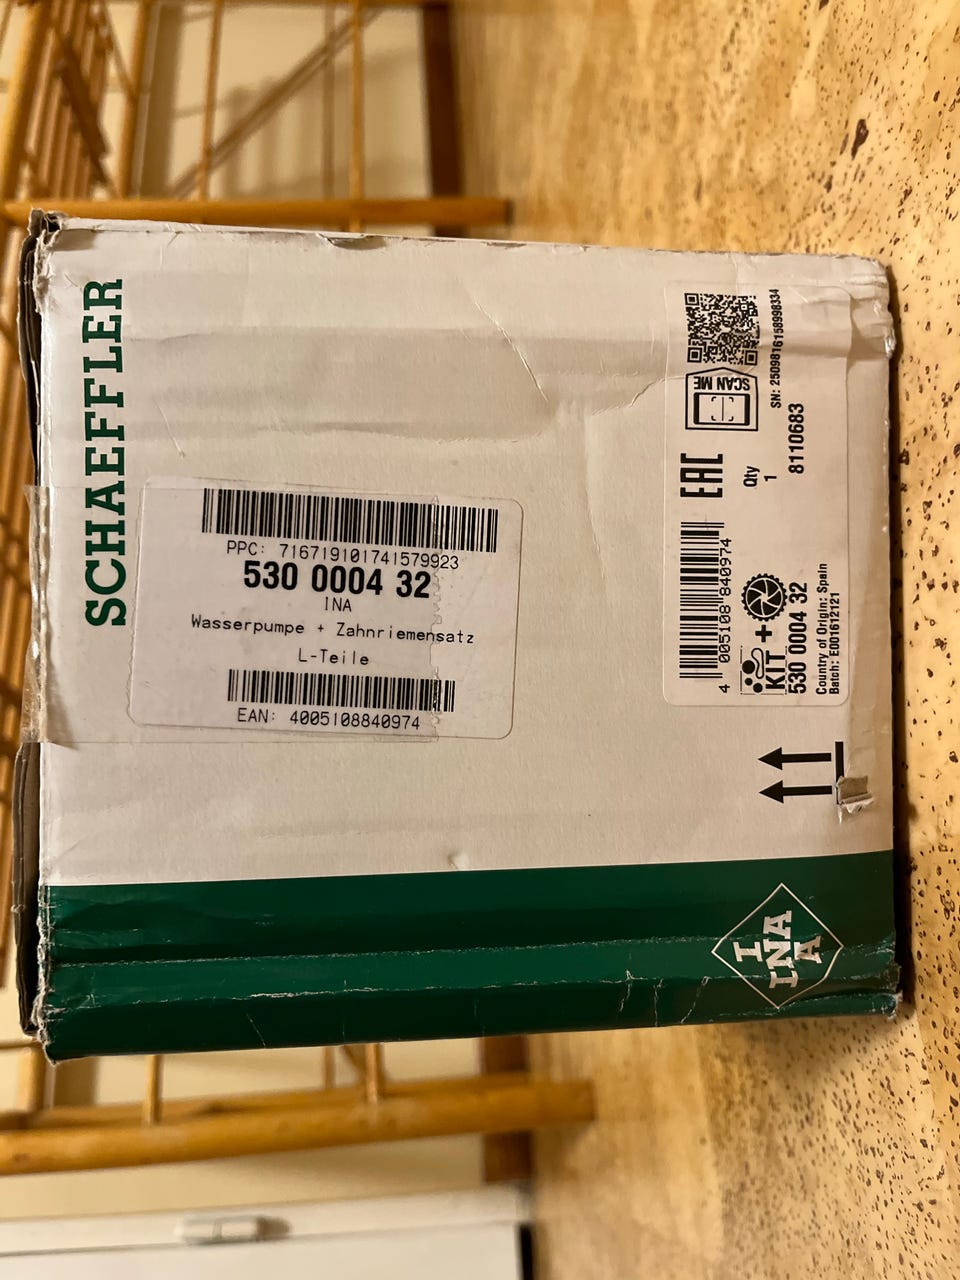 SCHAEFFLER
PPC: 716719101741579923
530 0004 32
INA
Wasserpumpe + Zahnriemensatz
L-Teile
EAN: 4005108840974
4 005108 840974
EAC
SCAN ME
KIT +
530 0004 32
Qty
1
SN: 250981616158998334
8110683
Country of Origin: Spain
Batch: E001612121
I
INA
A